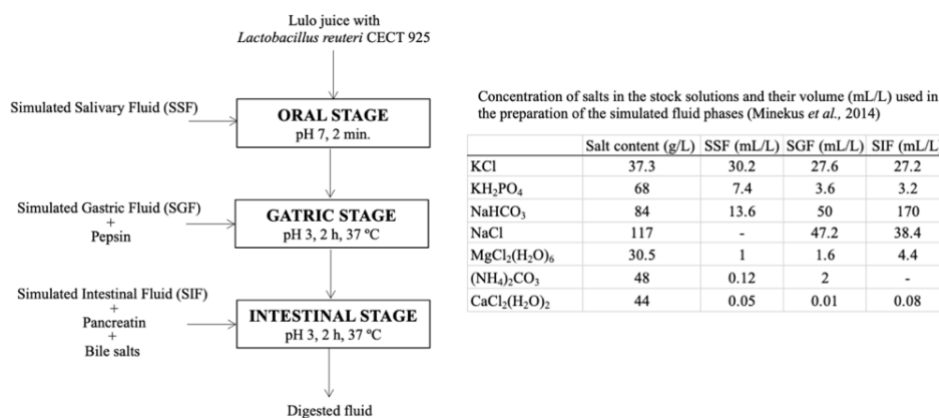 Lulo juice with
Lactobacillus reuteri CECT 925
Simulated Salivary Fluid (SSF)
ORAL STAGE
pH 7, 2 min.
Simulated Gastric Fluid (SGF)
+
Pepsin
GATRIC STAGE
pH 3, 2 h, 37 °C
Simulated Intestinal Fluid (SIF)
+
Pancreatin
+
Bile salts
INTESTINAL STAGE
pH 3, 2 h, 37 °C
Digested fluid
Concentration of salts in the stock solutions and their volume (mL/L) used in
the preparation of the simulated fluid phases (Minekus et al., 2014)
Salt content (g/L) SSF (mL/L) SGF (mL/L) SIF (mL/L
KCl 37.3 30.2 27.6 27.2
KH₂PO₄ 68 7.4 3.6 3.2
NaHCO₃ 84 13.6 50 170
NaCl 117 - 47.2 38.4
MgCl₂(H₂O)₆ 30.5 1 1.6 4.4
(NH₄)₂CO₃ 48 0.12 2 -
CaCl₂(H₂O)₂ 44 0.05 0.01 0.08